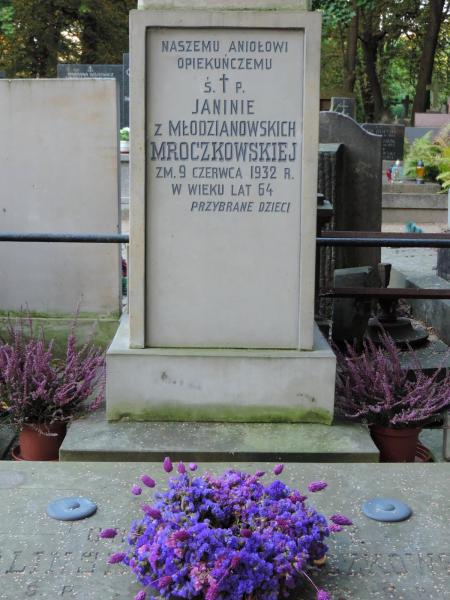 NASZEMU ANIOŁOWI
OPIEKUŃCZEMU
Ś.†P.
JANINIE
z MŁODZIANOWSKICH
MROCZKOWSKIEJ
ZM. 9 CZERWCA 1932 R.
W WIEKU LAT 64
PRZYBRANE DZIECI
Ś.P.